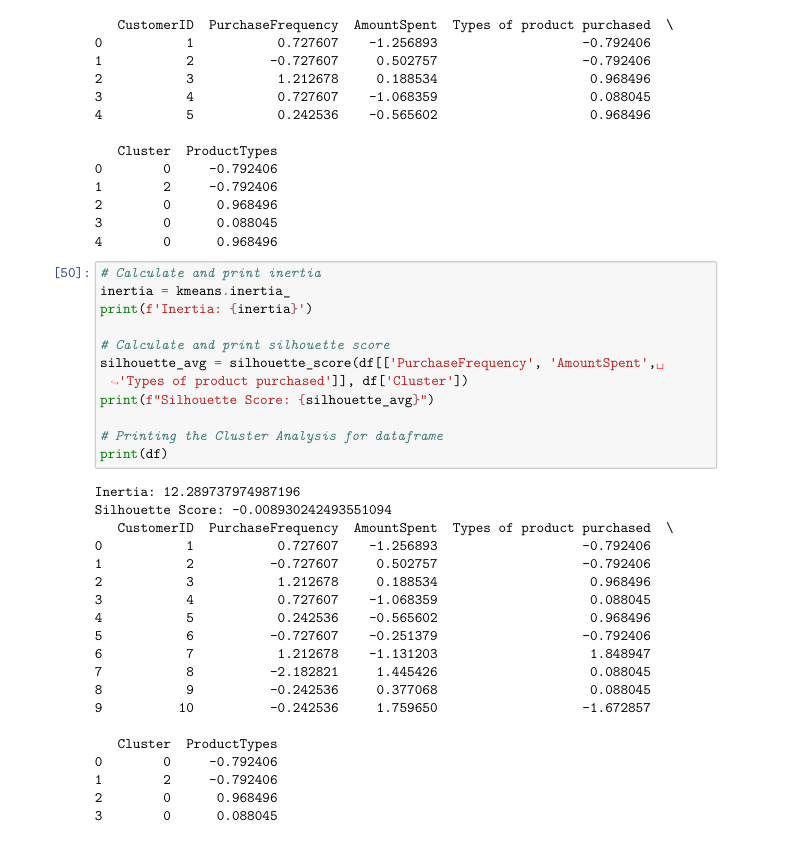 CustomerID PurchaseFrequency AmountSpent Types of product purchased \
0 1 0.727607 -1.256893 -0.792406
1 2 -0.727607 0.502757 -0.792406
2 3 1.212678 0.188534 0.968496
3 4 0.727607 -1.068359 0.088045
4 5 0.242536 -0.565602 0.968496
Cluster ProductTypes
0 0 -0.792406
1 2 -0.792406
2 0 0.968496
3 0 0.088045
4 0 0.968496
[50]: # Calculate and print inertia
inertia = kmeans.inertia_
print(f'Inertia: {inertia}')
# Calculate and print silhouette score
silhouette_avg = silhouette_score(df[['PurchaseFrequency', 'AmountSpent',␣
↪'Types of product purchased']], df['Cluster'])
print(f"Silhouette Score: {silhouette_avg}")
# Printing the Cluster Analysis for dataframe
print(df)
Inertia: 12.289737974987196
Silhouette Score: -0.008930242493551094
CustomerID PurchaseFrequency AmountSpent Types of product purchased \
0 1 0.727607 -1.256893 -0.792406
1 2 -0.727607 0.502757 -0.792406
2 3 1.212678 0.188534 0.968496
3 4 0.727607 -1.068359 0.088045
4 5 0.242536 -0.565602 0.968496
5 6 -0.727607 -0.251379 -0.792406
6 7 1.212678 -1.131203 1.848947
7 8 -2.182821 1.445426 0.088045
8 9 -0.242536 0.377068 0.088045
9 10 -0.242536 1.759650 -1.672857
Cluster ProductTypes
0 0 -0.792406
1 2 -0.792406
2 0 0.968496
3 0 0.088045